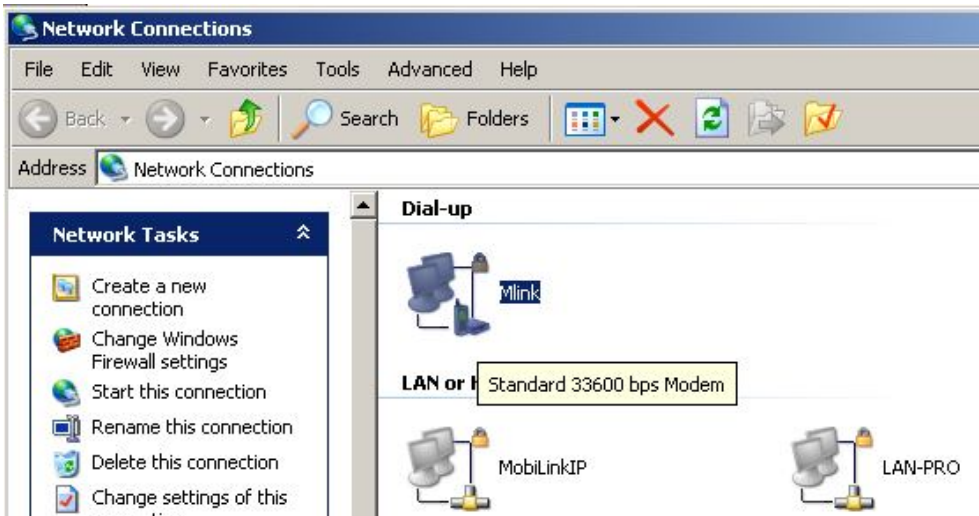 Network Connections
File Edit View Favorites Tools Advanced Help
Back Search Folders
Address Network Connections
Network Tasks
Create a new
connection
Change Windows
Firewall settings
Start this connection
Rename this connection
Delete this connection
Change settings of this
Dial-up
Mlink
LAN or
Standard 33600 bps Modem
MobiLinkIP
LAN-PRO